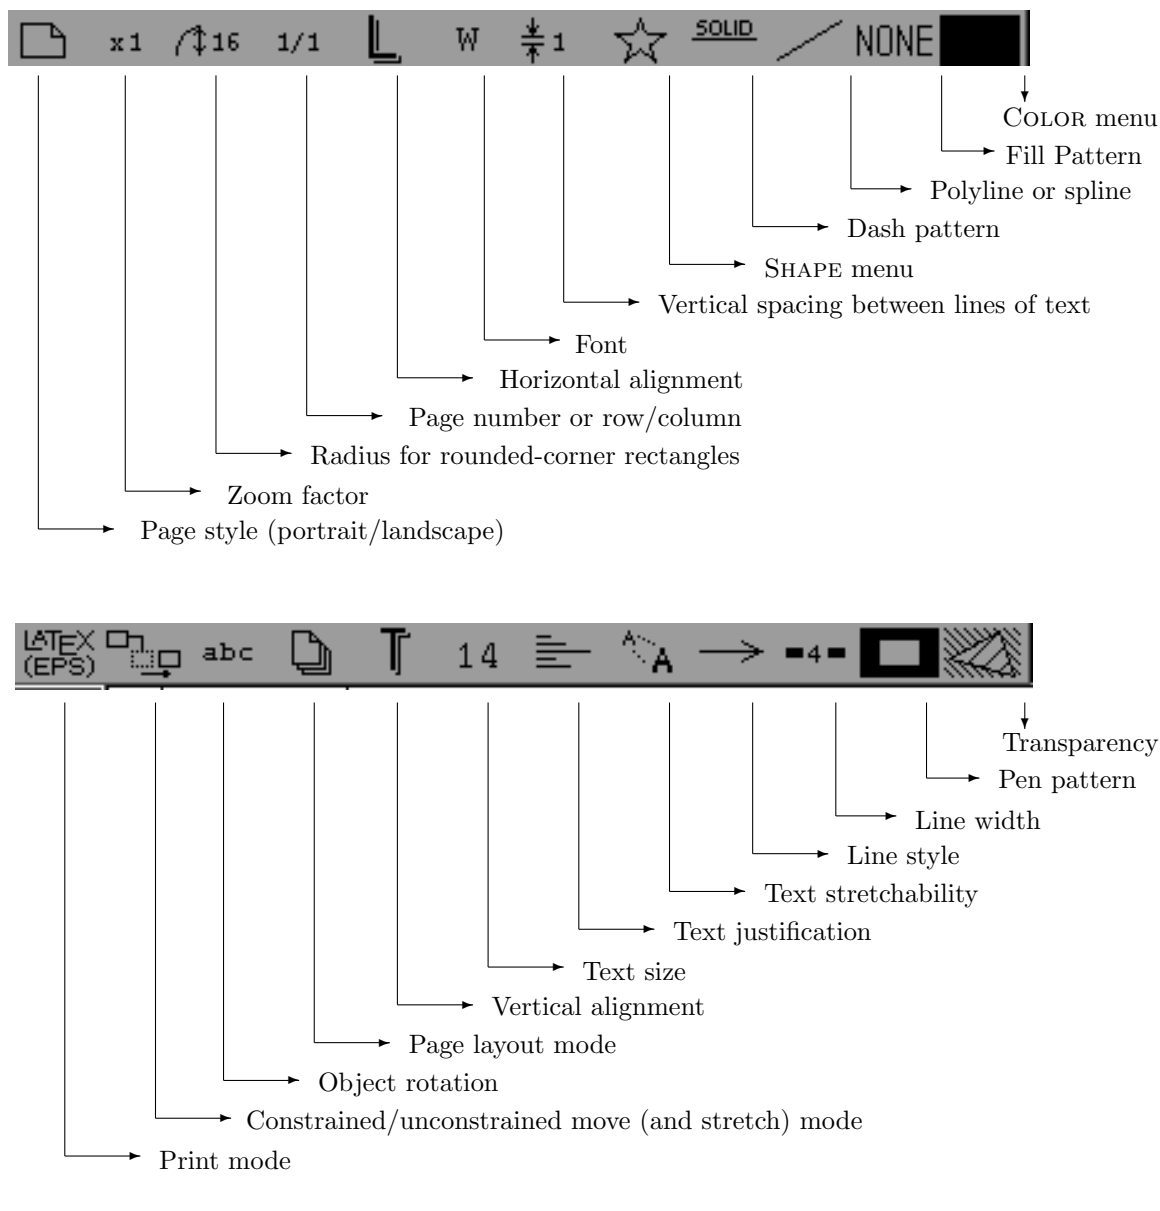 x1 16 1/1 W 1 SOLID NONE
COLOR menu
Fill Pattern
Polyline or spline
Dash pattern
SHAPE menu
Vertical spacing between lines of text
Font
Horizontal alignment
Page number or row/column
Radius for rounded-corner rectangles
Zoom factor
Page style (portrait/landscape)
LATEX abc 14 A A 4
(EPS)
Transparency
Pen pattern
Line width
Line style
Text stretchability
Text justification
Text size
Vertical alignment
Page layout mode
Object rotation
Constrained/unconstrained move (and stretch) mode
Print mode